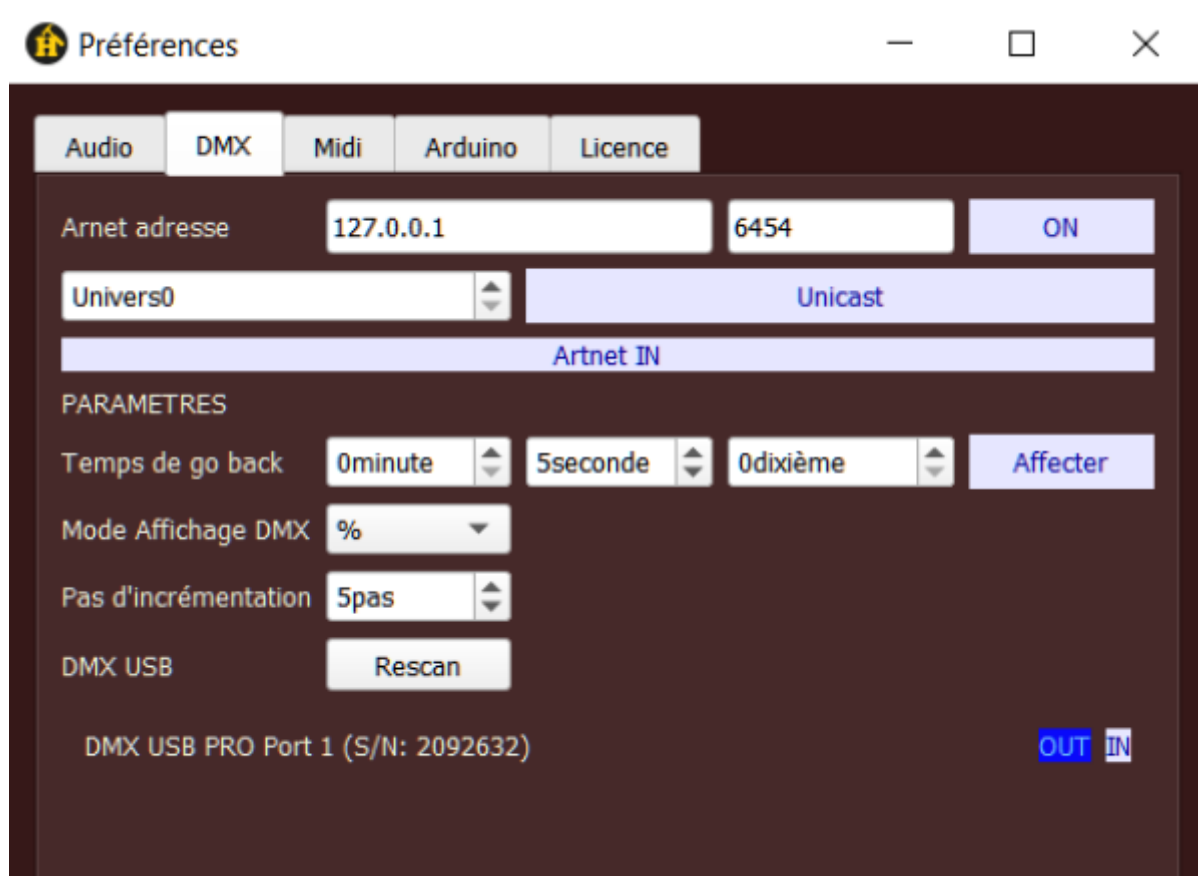 Préférences
Audio DMX Midi Arduino Licence
Arnet adresse 127.0.0.1 6454 ON
Univers0 Unicast
Artnet IN
PARAMETRES
Temps de go back 0minute 5seconde 0dixième Affecter
Mode Affichage DMX %
Pas d'incrémentation 5pas
DMX USB Rescan
DMX USB PRO Port 1 (S/N: 2092632) OUT IN